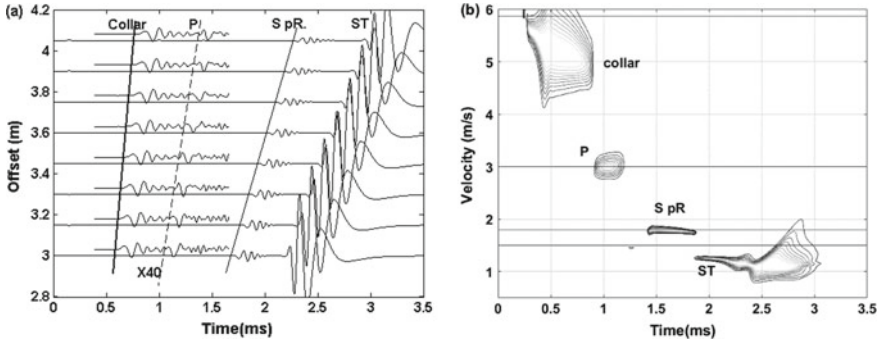 (a)
4.2
4
3.8
3.6
3.4
3.2
3
2.8
Offset (m)
Collar
P
S pR.
ST
X40
0
0.5
1
1.5
2
2.5
3
3.5
Time(ms)
(b)
6
5
4
3
2
1
Velocity (m/s)
collar
P
S pR
ST
0
0.5
1
1.5
2
2.5
3
3.5
Time(ms)